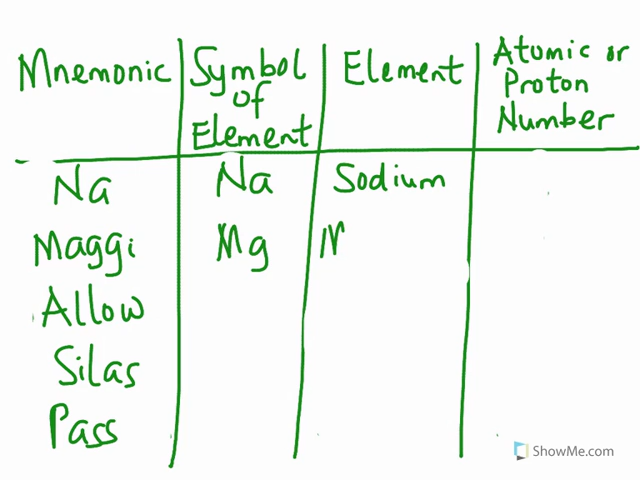 Mnemonic Symbol of Element Element Atomic or Proton Number
Na Na Sodium
Maggi Mg M
Allow
Silas
Pass
ShowMe.com